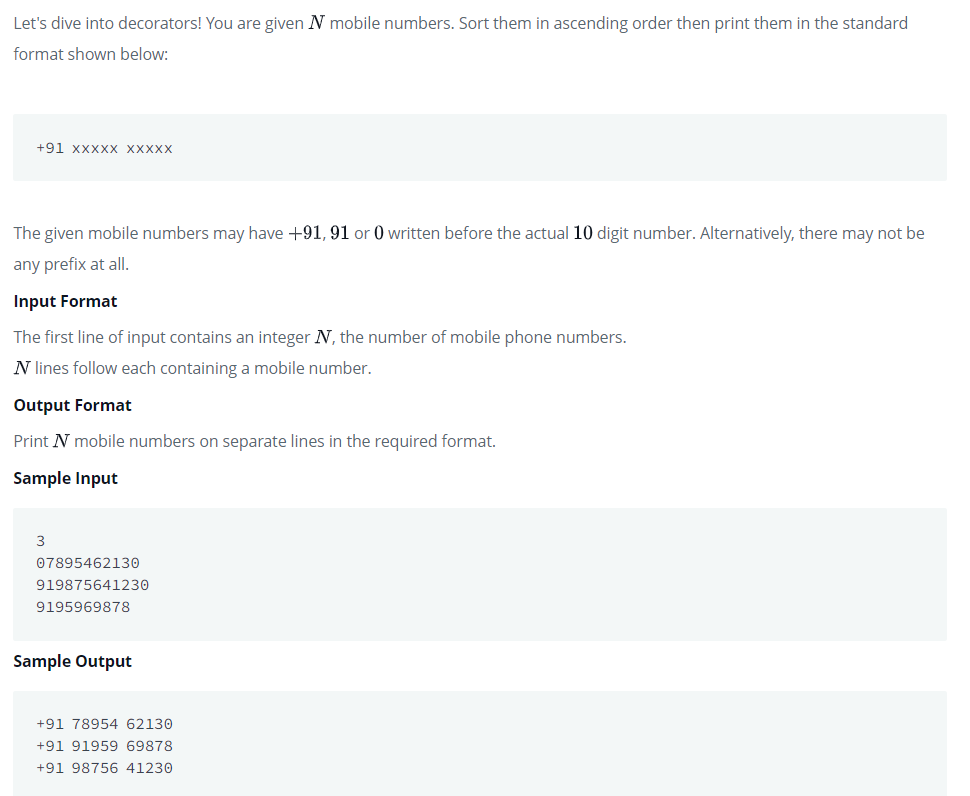 Let's dive into decorators! You are given N mobile numbers. Sort them in ascending order then print them in the standard
format shown below:
+91 xxxxx xxxxx
The given mobile numbers may have +91, 91 or 0 written before the actual 10 digit number. Alternatively, there may not be
any prefix at all.
Input Format
The first line of input contains an integer N, the number of mobile phone numbers.
N lines follow each containing a mobile number.
Output Format
Print N mobile numbers on separate lines in the required format.
Sample Input
3
07895462130
919875641230
9195969878
Sample Output
+91 78954 62130
+91 91959 69878
+91 98756 41230